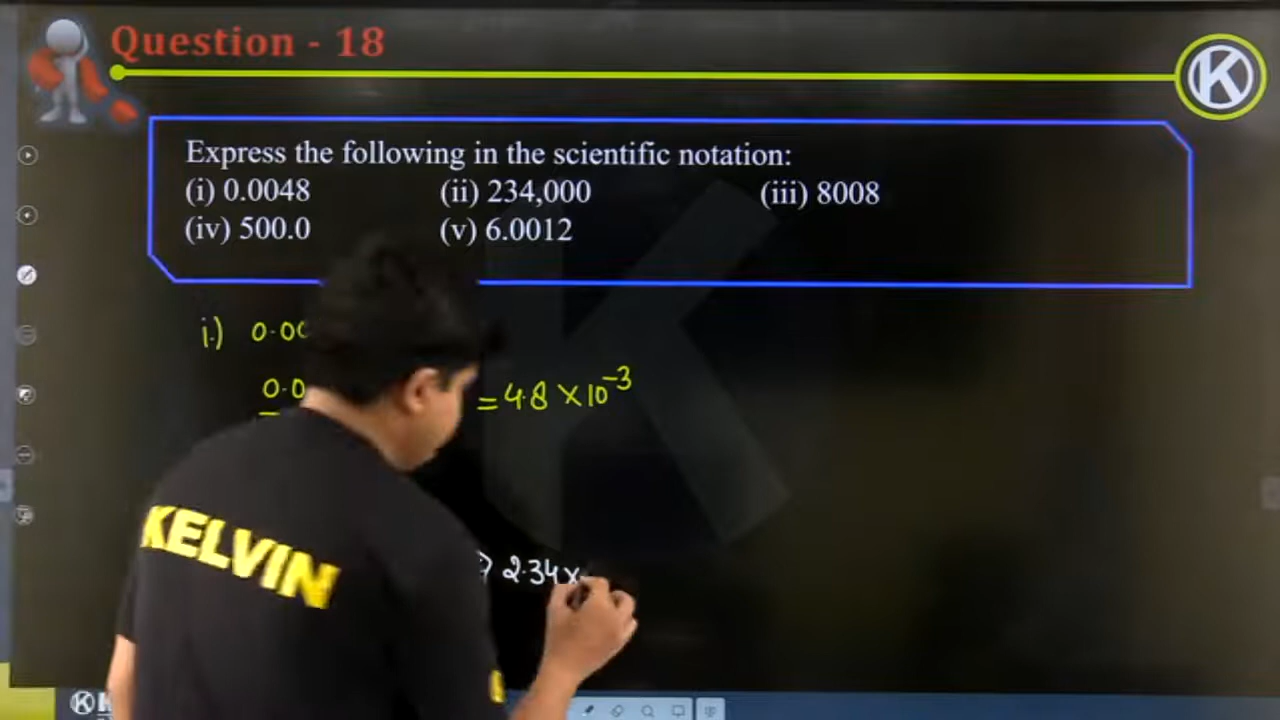 Question - 18
K
Express the following in the scientific notation:
(i) 0.0048 (ii) 234,000 (iii) 8008
(iv) 500.0 (v) 6.0012
i.) 0.00
0.0 = 4.8 × 10⁻³
2.34 ×
KELVIN
K